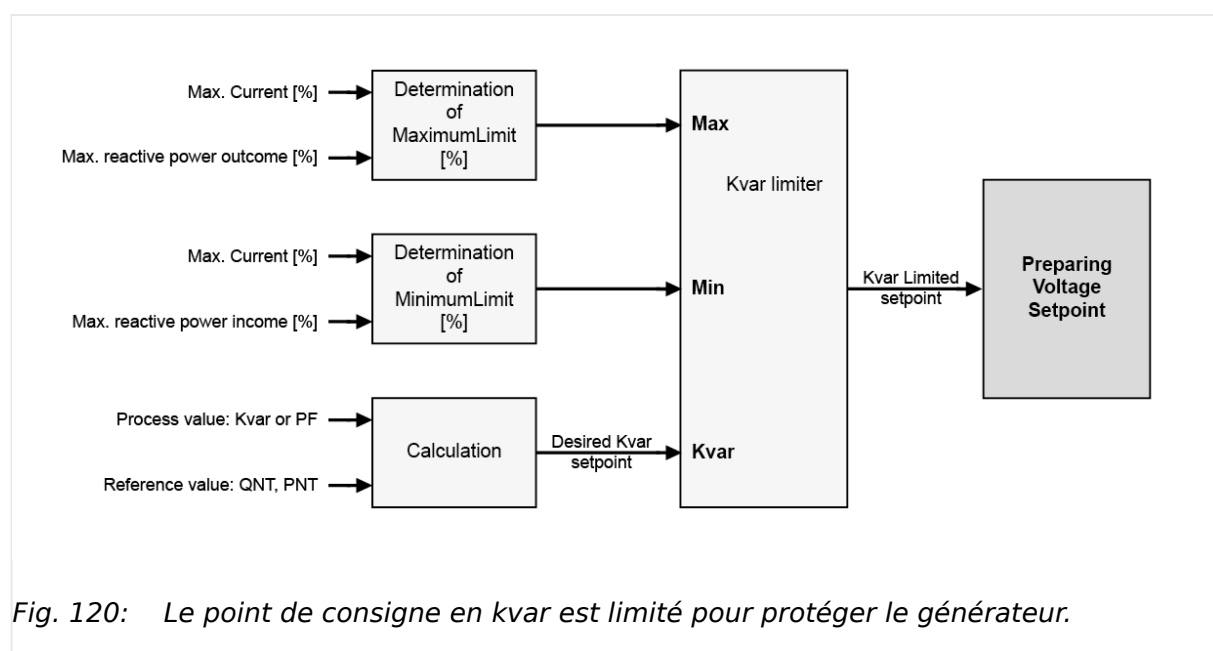 Max. Current [%]
Max. reactive power outcome [%]
Determination
of
MaximumLimit
[%]
Max. Current [%]
Max. reactive power income [%]
Determination
of
MinimumLimit
[%]
Process value: Kvar or PF
Reference value: QNT, PNT
Calculation
Desired Kvar
setpoint
Max
Kvar limiter
Min
Kvar
Kvar Limited
setpoint
Preparing
Voltage
Setpoint
Fig. 120: Le point de consigne en kvar est limité pour protéger le générateur.